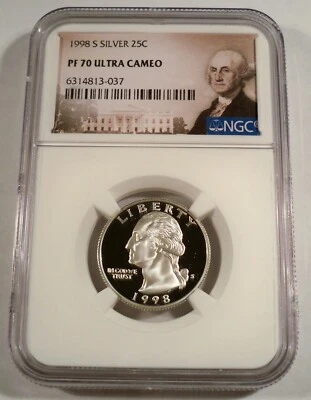 1998 S SILVER 25C
PF 70 ULTRA CAMEO
6314813-037
NGC
LIBERTY
IN GOD WE
TRUST
S
1998